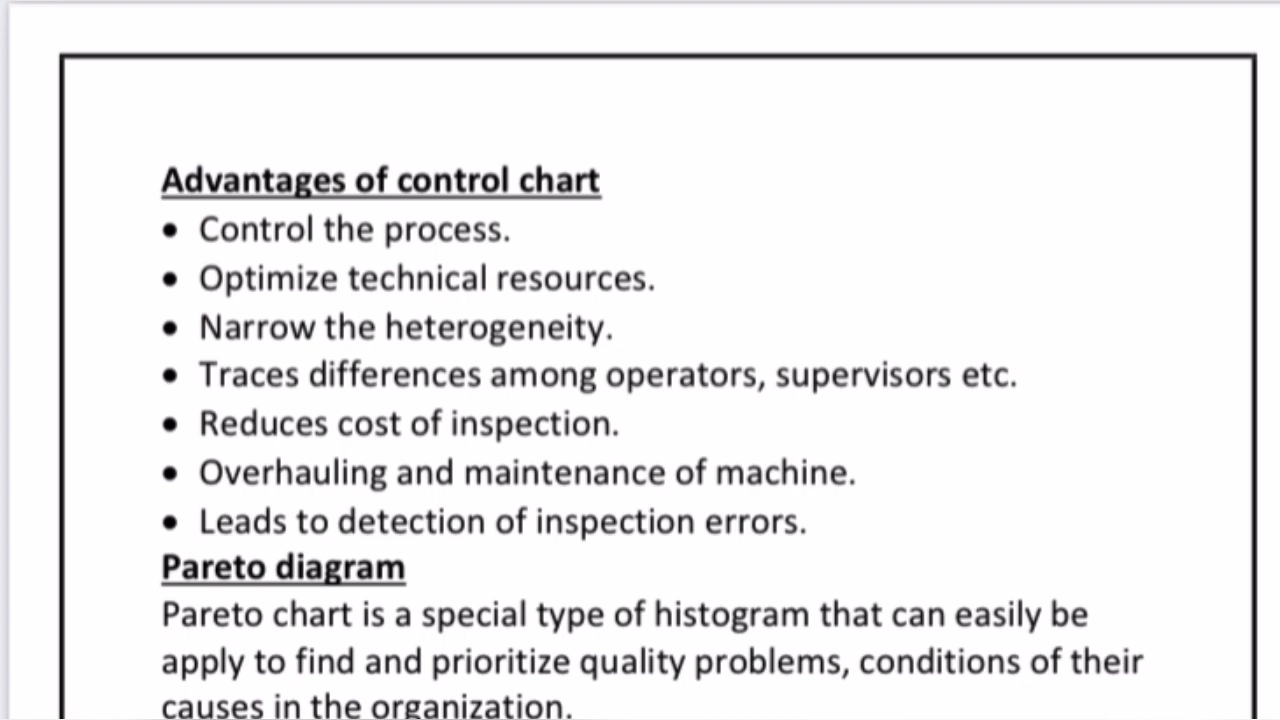 Advantages of control chart
• Control the process.
• Optimize technical resources.
• Narrow the heterogeneity.
• Traces differences among operators, supervisors etc.
• Reduces cost of inspection.
• Overhauling and maintenance of machine.
• Leads to detection of inspection errors.
Pareto diagram
Pareto chart is a special type of histogram that can easily be
apply to find and prioritize quality problems, conditions of their
causes in the organization.